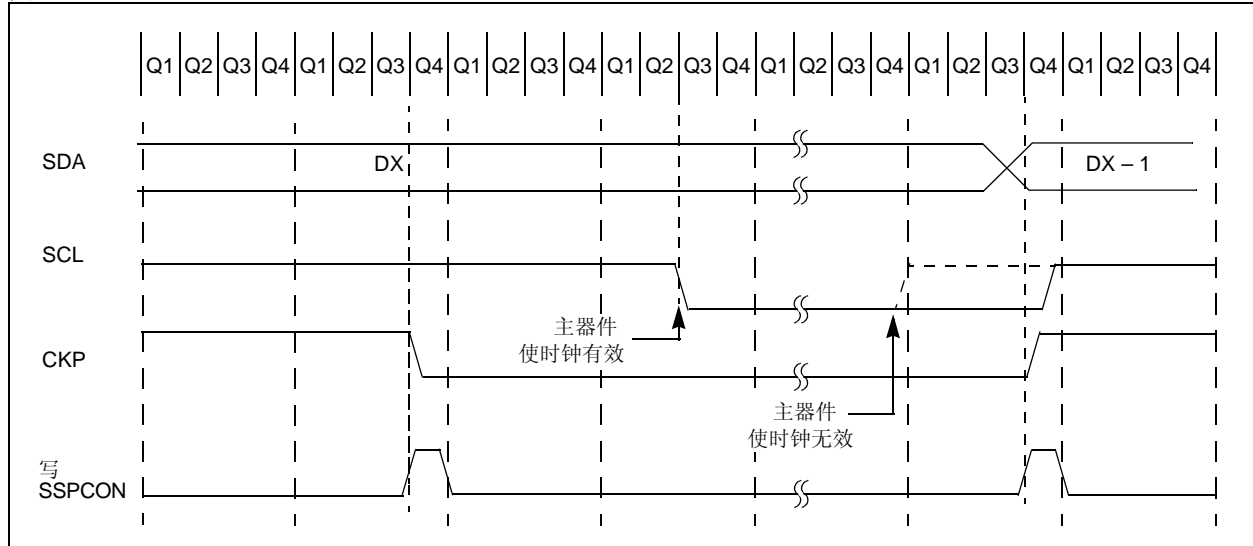 Q1 Q2 Q3 Q4 Q1 Q2 Q3 Q4 Q1 Q2 Q3 Q4 Q1 Q2 Q3 Q4 Q1 Q2 Q3 Q4 Q1 Q2 Q3 Q4 Q1 Q2 Q3 Q4
SDA
DX
DX – 1
SCL
主器件
使时钟有效
CKP
主器件
使时钟无效
写
SSPCON